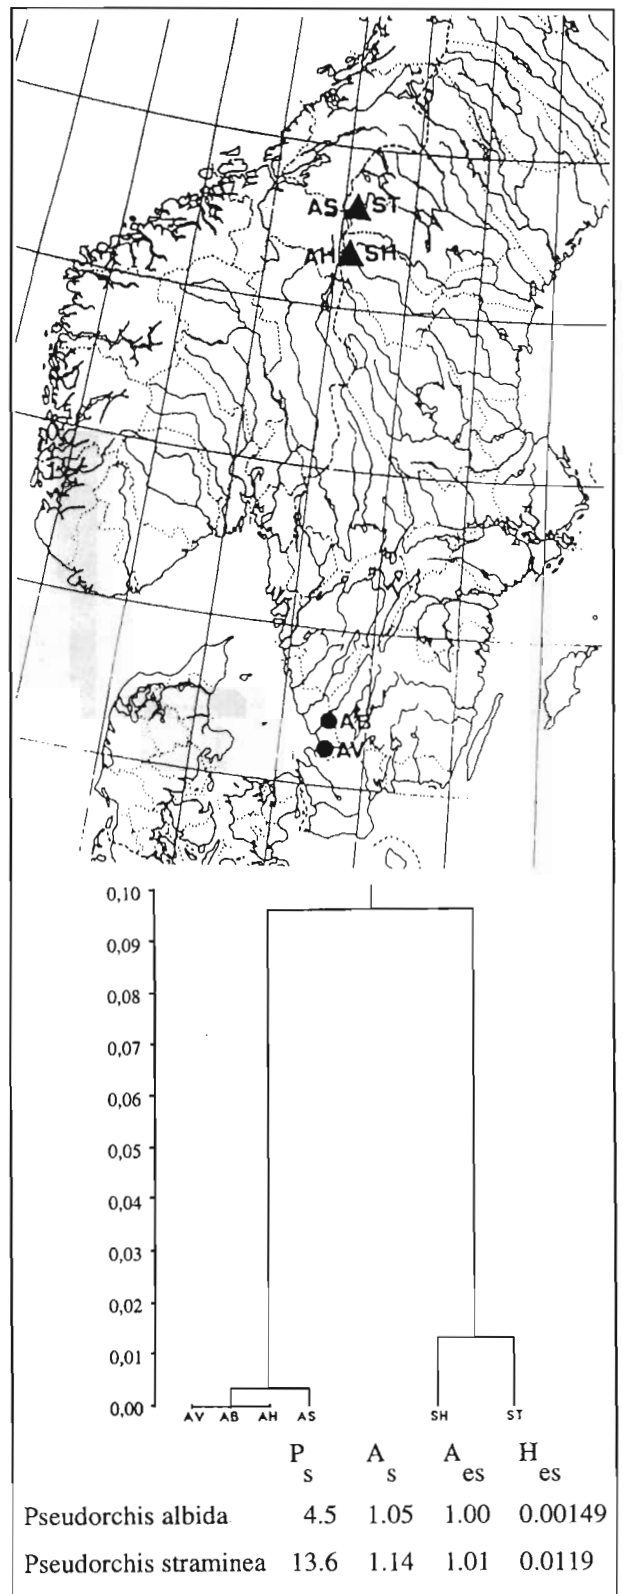 AS ST
AH SH
AB
AV
0,10
0,09
0,08
0,07
0,06
0,05
0,04
0,03
0,02
0,01
0,00
AV AB AH AS SH ST
P s A s A es H es
Pseudorchis albida 4.5 1.05 1.00 0.00149
Pseudorchis straminea 13.6 1.14 1.01 0.0119